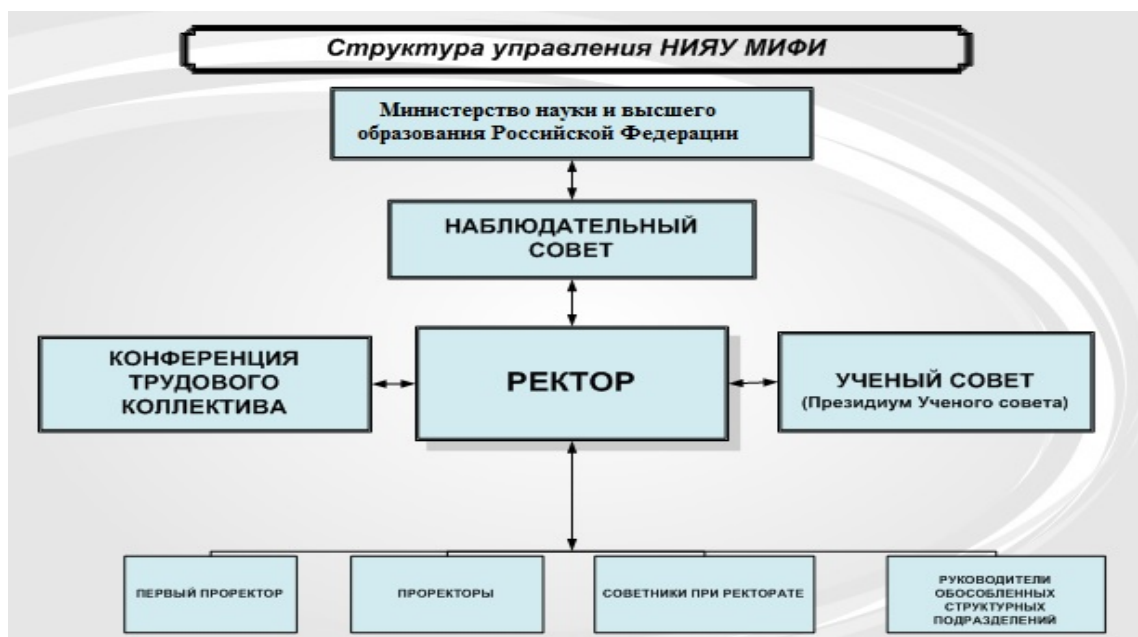 Структура управления НИЯУ МИФИ
Министерство науки и высшего
образования Российской Федерации
НАБЛЮДАТЕЛЬНЫЙ
СОВЕТ
КОНФЕРЕНЦИЯ
ТРУДОВОГО
КОЛЛЕКТИВА
РЕКТОР
УЧЕНЫЙ СОВЕТ
(Президиум Ученого совета)
ПЕРВЫЙ ПРОРЕКТОР
ПРОРЕКТОРЫ
СОВЕТНИКИ ПРИ РЕКТОРАТЕ
РУКОВОДИТЕЛИ
ОБОСОБЛЕННЫХ
СТРУКТУРНЫХ
ПОДРАЗДЕЛЕНИЙ